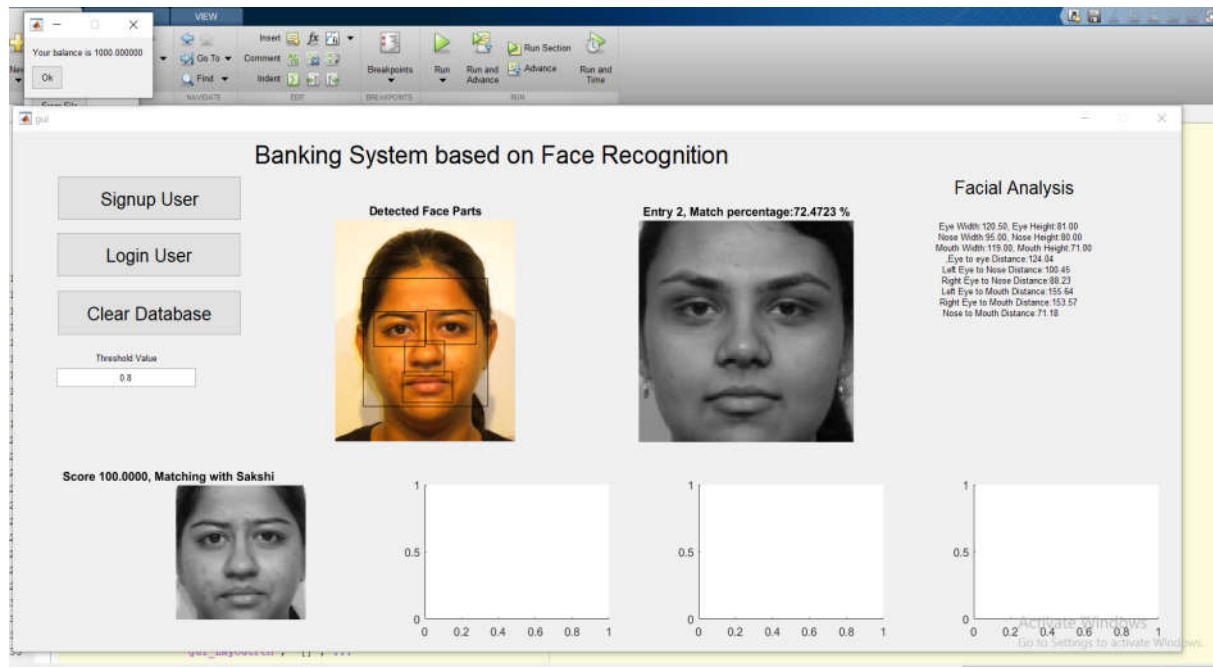 VIEW
Your balance is 1000.000000
Ok
Insert
Go To
Comment
Find
Indent
Breakpoints
Run
Run and Advance
Run Section
Advance
Run and Time
NAVIGATE
EDIT
BREAKPOINTS
RUN
gui
Banking System based on Face Recognition
Signup User
Login User
Clear Database
Threshold Value
0.8
Detected Face Parts
Entry 2, Match percentage:72.4723 %
Facial Analysis
Eye Width:120.50, Eye Height:81.00
Nose Width:95.00, Nose Height:80.00
Mouth Width:119.00, Mouth Height:71.00
,Eye to eye Distance:124.04
Left Eye to Nose Distance:100.45
Right Eye to Nose Distance:88.23
Left Eye to Mouth Distance:155.64
Right Eye to Mouth Distance:153.57
Nose to Mouth Distance:71.18
Score 100.0000, Matching with Sakshi
1
0.5
0
0 0.2 0.4 0.6 0.8 1
1
0.5
0
0 0.2 0.4 0.6 0.8 1
1
0.5
0
0 0.2 0.4 0.6 0.8 1
Activate Windows
Go to Settings to activate Windows.